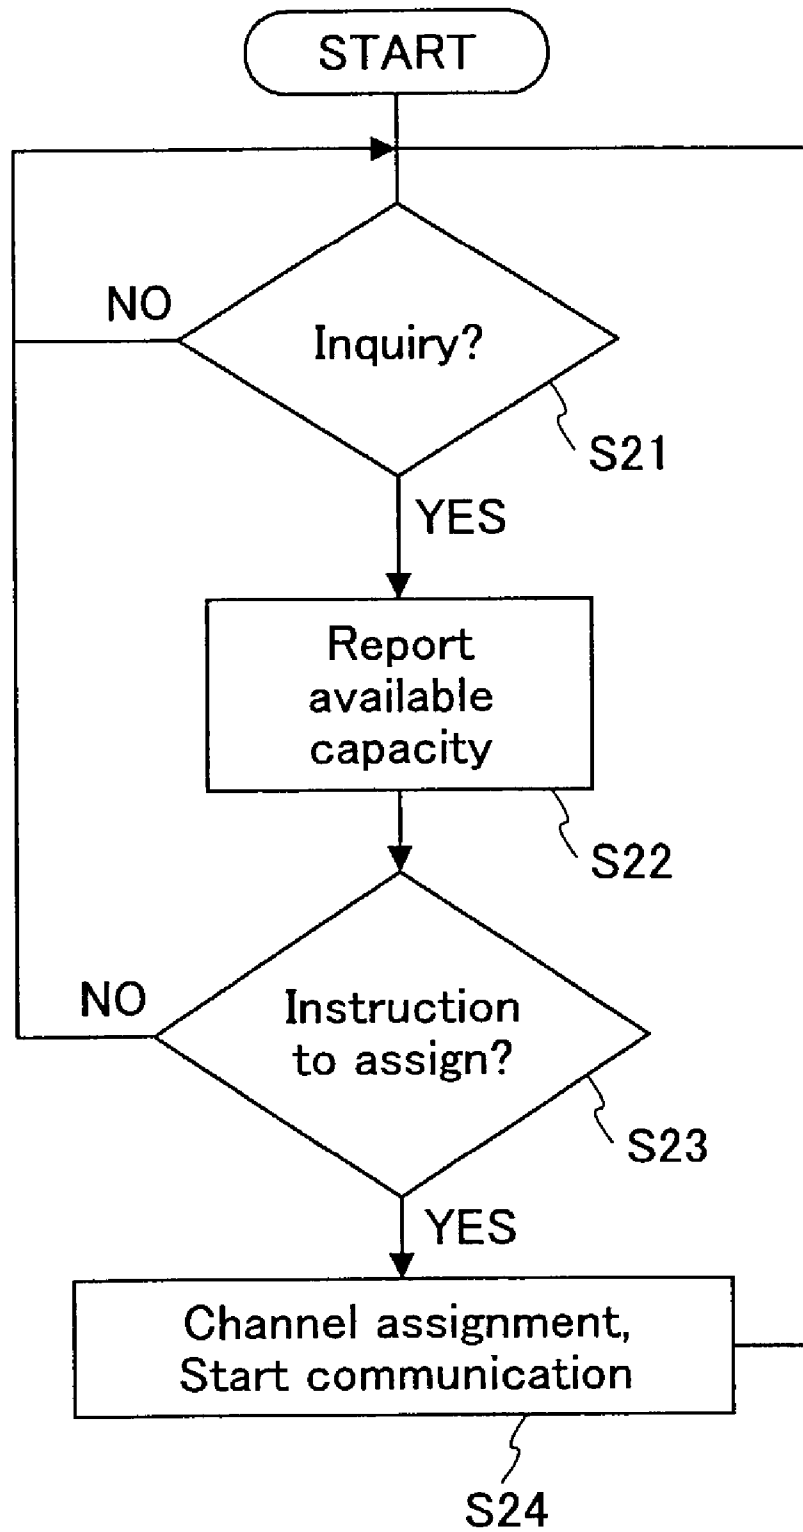 START
NO
Inquiry?
S21
YES
Report
available
capacity
S22
NO
Instruction
to assign?
S23
YES
Channel assignment,
Start communication
S24